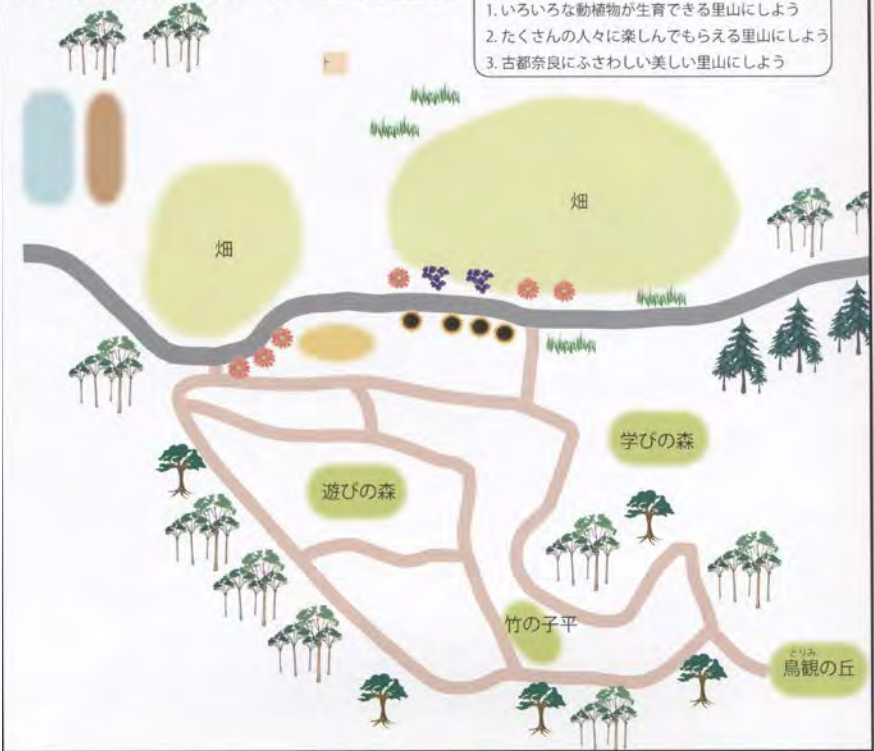 1. いろいろな動植物が生育できる里山にしよう
2. たくさんの人々に楽しんでもらえる里山にしよう
3. 古都奈良にふさわしい美しい里山にしよう
ト
畑
畑
学びの森
遊びの森
竹の子平
とりみ
鳥観の丘